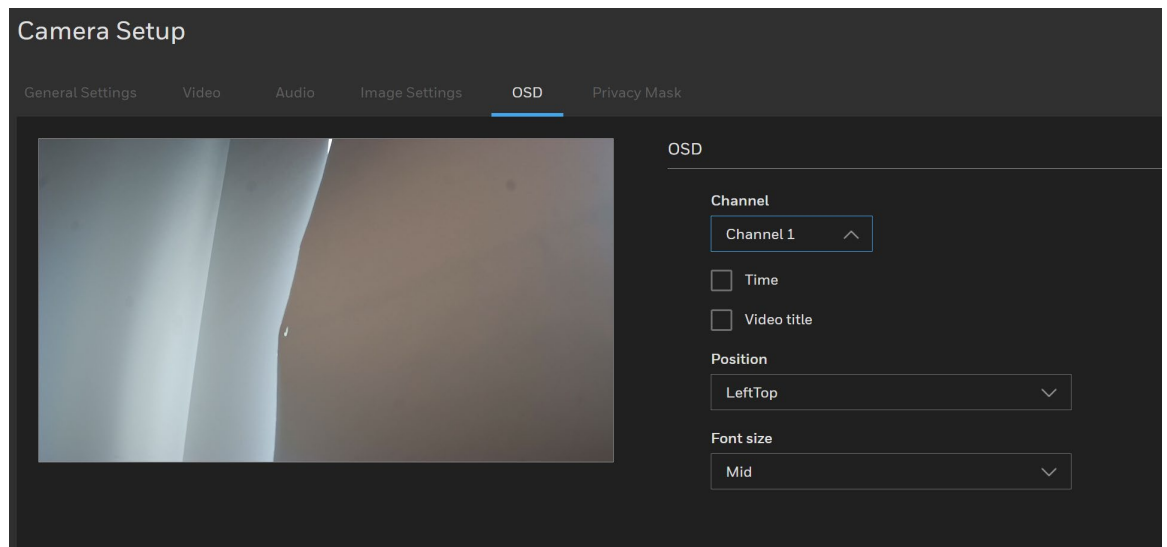 Camera Setup
General Settings Video Audio Image Settings OSD Privacy Mask
OSD
Channel
Channel 1
Time
Video title
Position
LeftTop
Font size
Mid